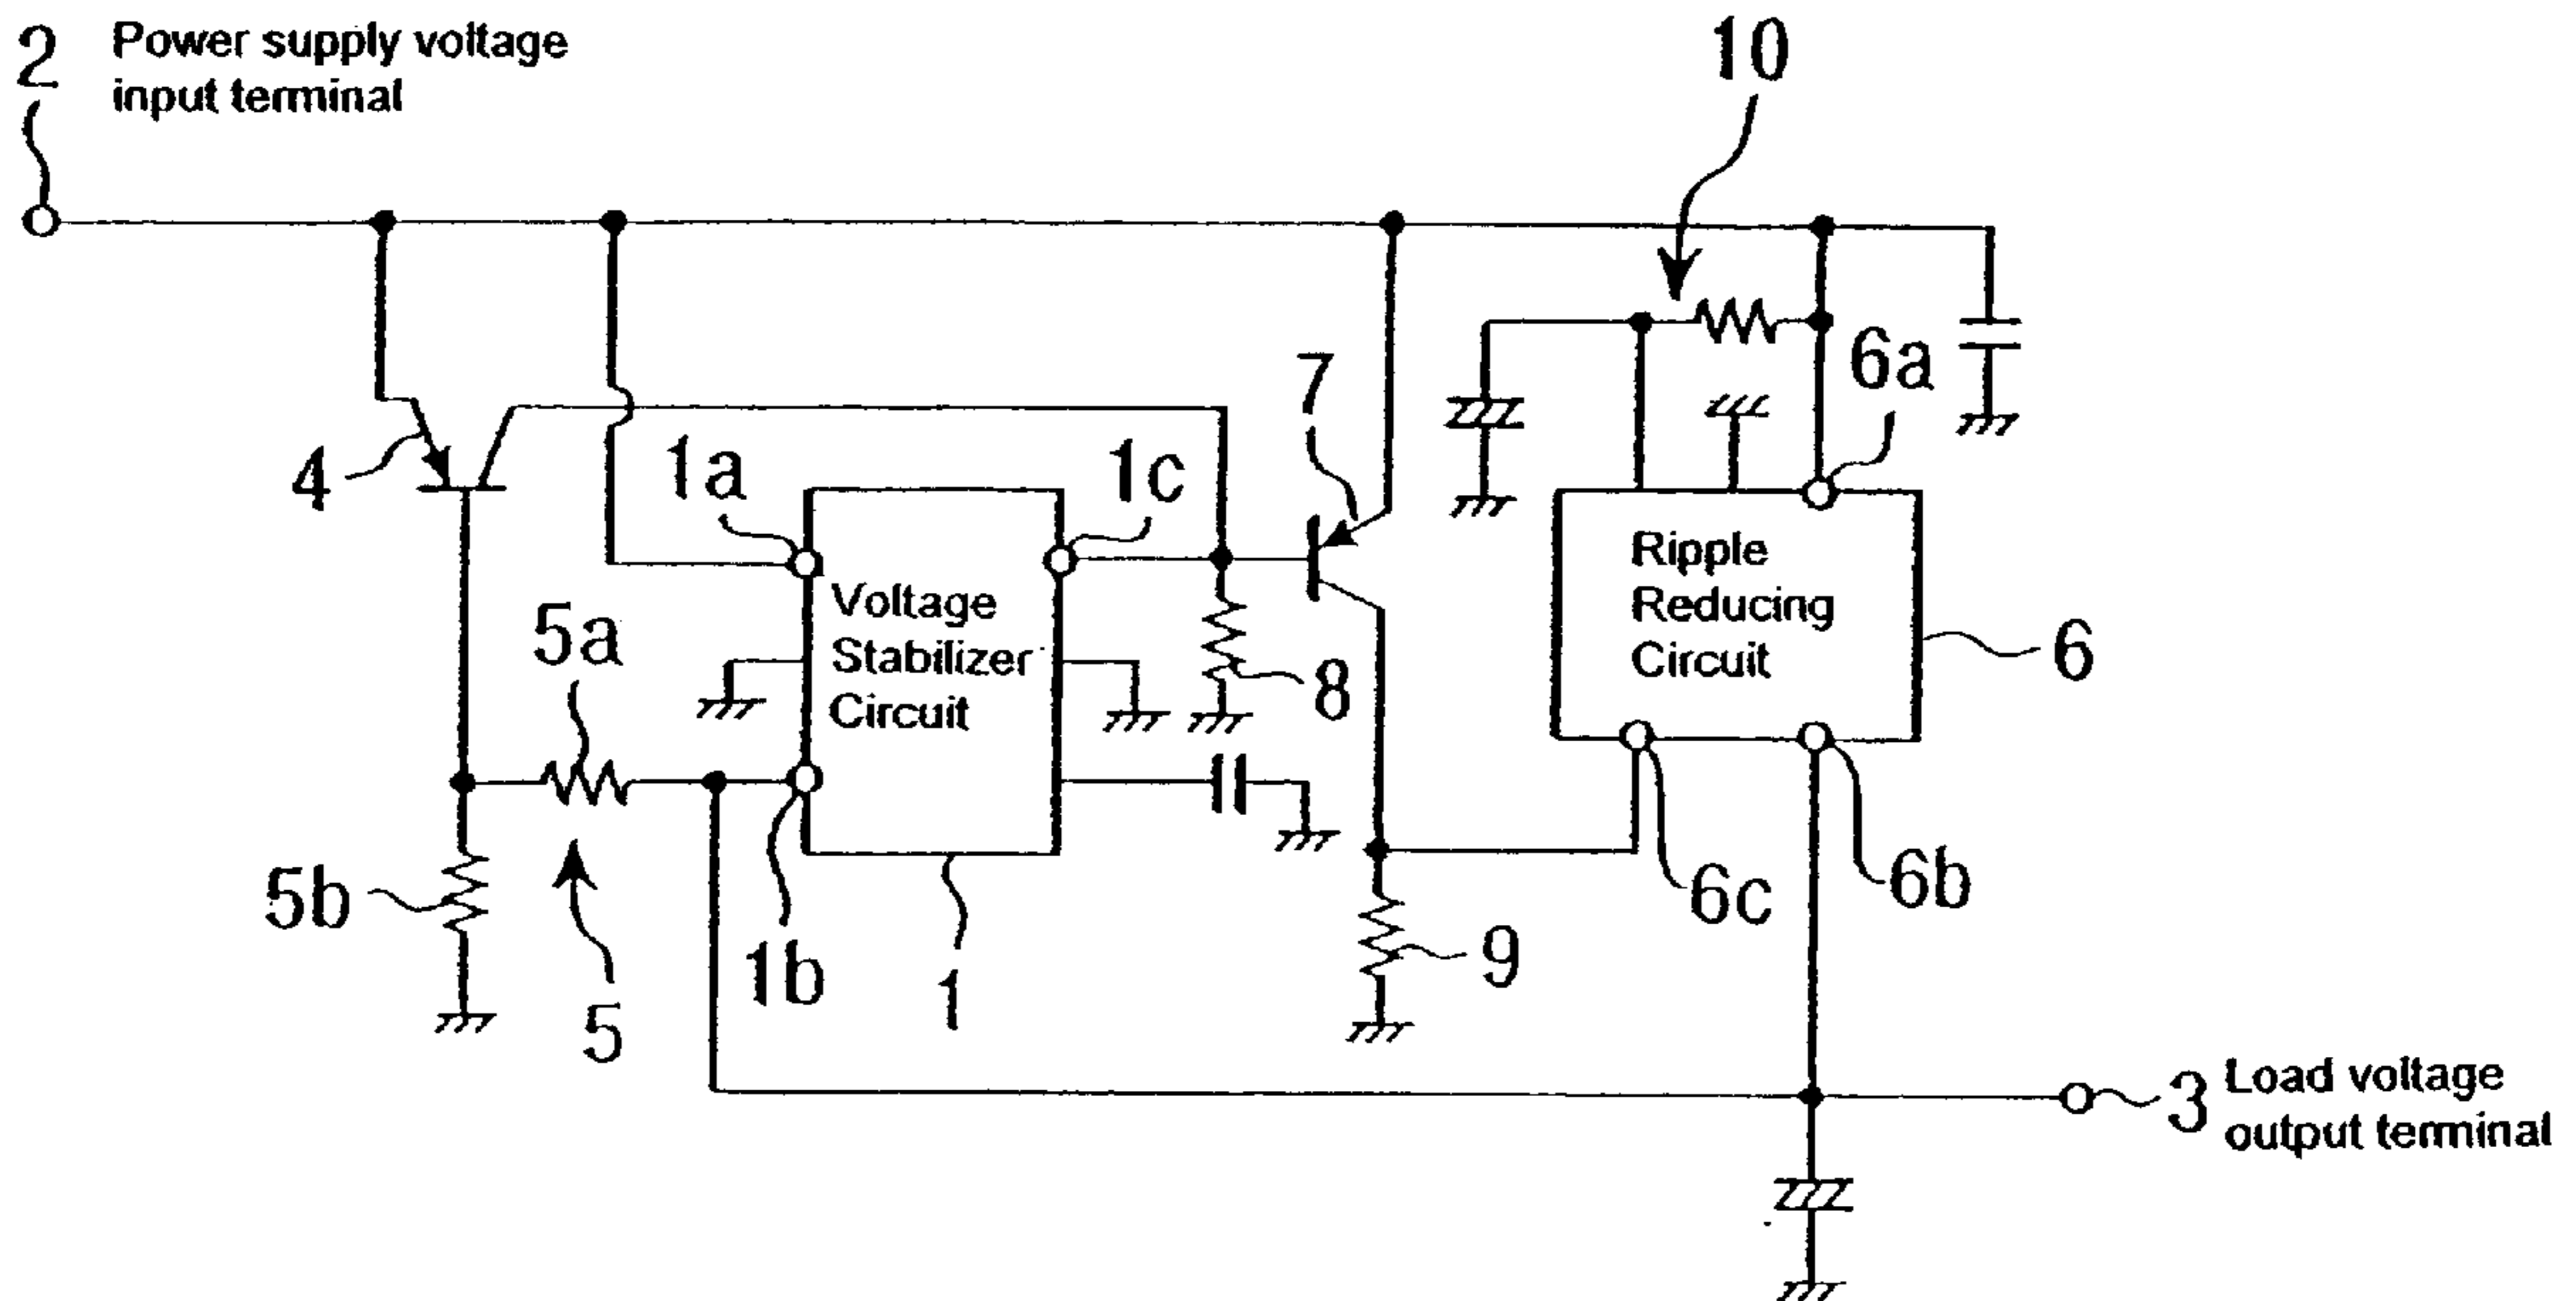 2
Power supply voltage
input terminal
10
6a
7
4
1a
1c
Voltage
Stabilizer
Circuit
Ripple
Reducing
Circuit
5a
8
6
5b
5
1b
1
9
6c
6b
3
Load voltage
output terminal